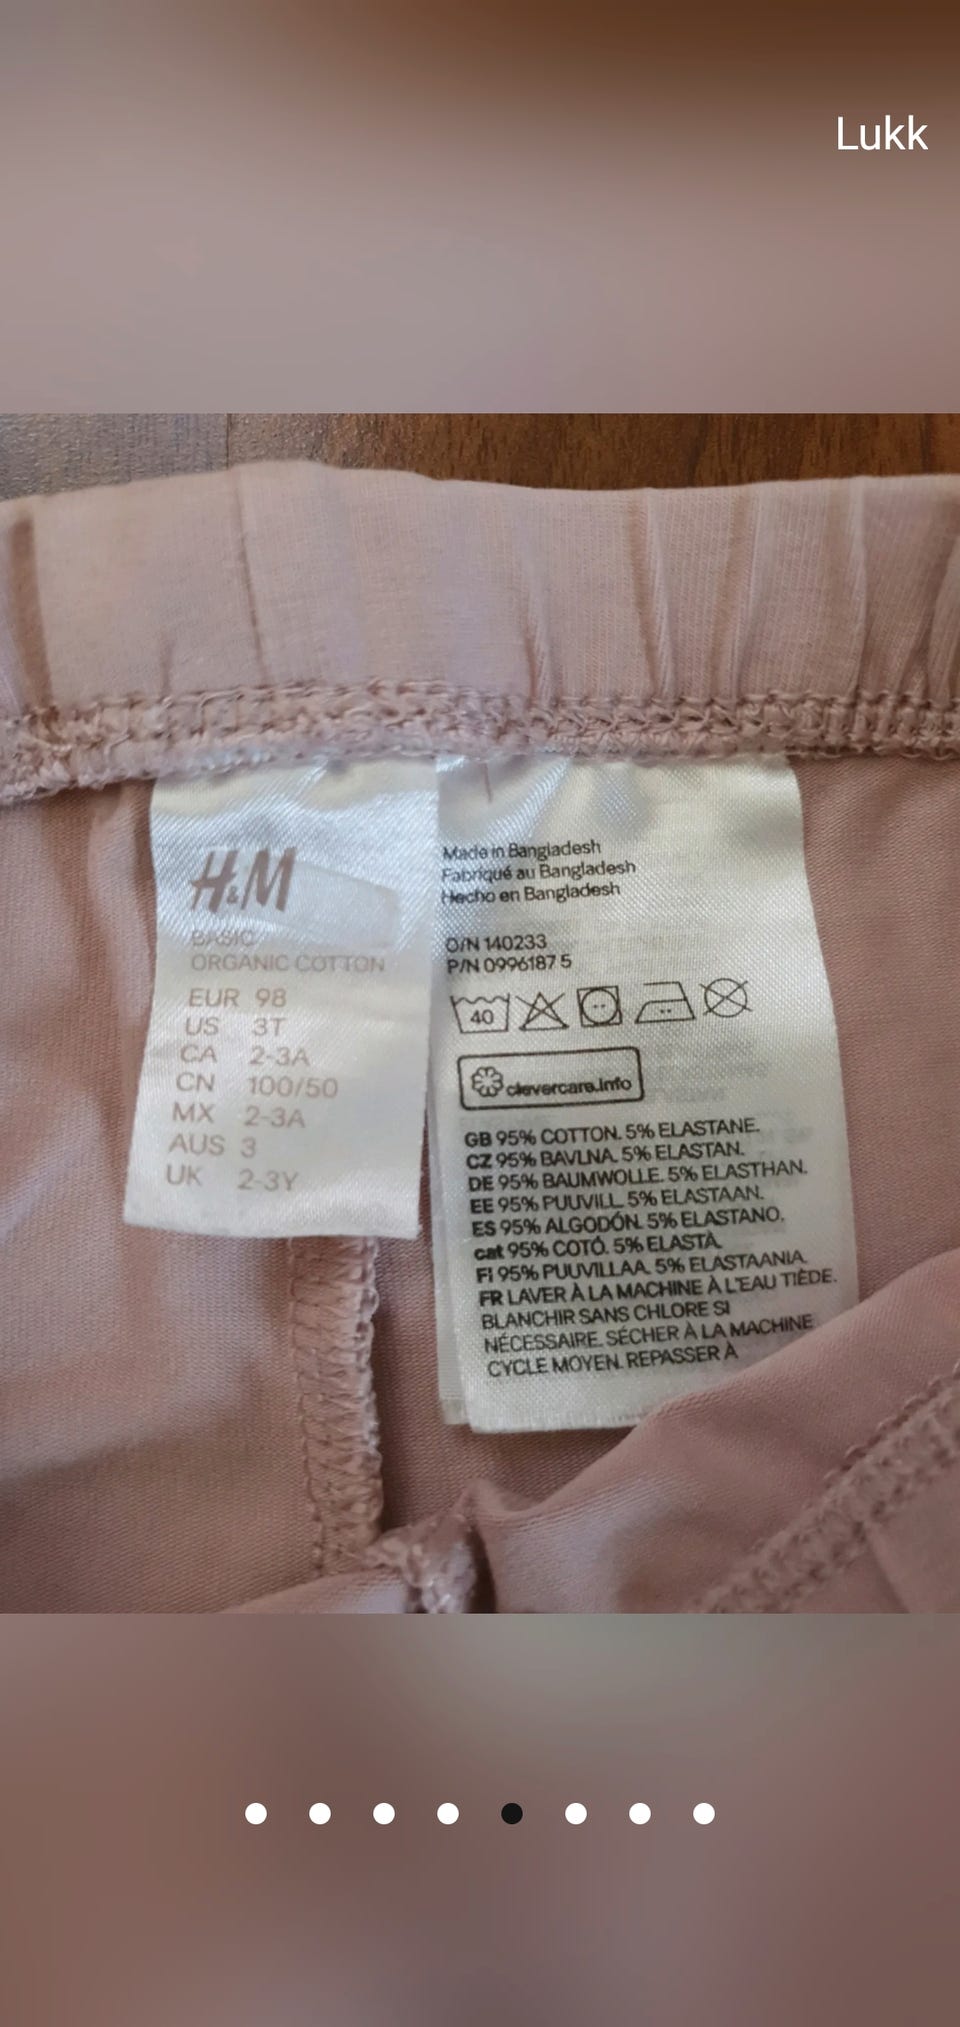 Lukk
H&M
BASIC
ORGANIC COTTON
EUR 98
US 3T
CA 2-3A
CN 100/50
MX 2-3A
AUS 3
UK 2-3Y
Made in Bangladesh
Fabriqué au Bangladesh
Hecho en Bangladesh
O/N 140233
P/N 0996187 5
40
clevercare.info
GB 95% COTTON. 5% ELASTANE.
CZ 95% BAVLNA. 5% ELASTAN.
DE 95% BAUMWOLLE. 5% ELASTHAN.
EE 95% PUUVILL. 5% ELASTAAN.
ES 95% ALGODÓN. 5% ELASTANO.
cat 95% COTÓ. 5% ELASTÀ.
FI 95% PUUVILLAA. 5% ELASTAANIA.
FR LAVER À LA MACHINE À L'EAU TIÈDE.
BLANCHIR SANS CHLORE SI
NÉCESSAIRE. SÉCHER À LA MACHINE
CYCLE MOYEN. REPASSER À